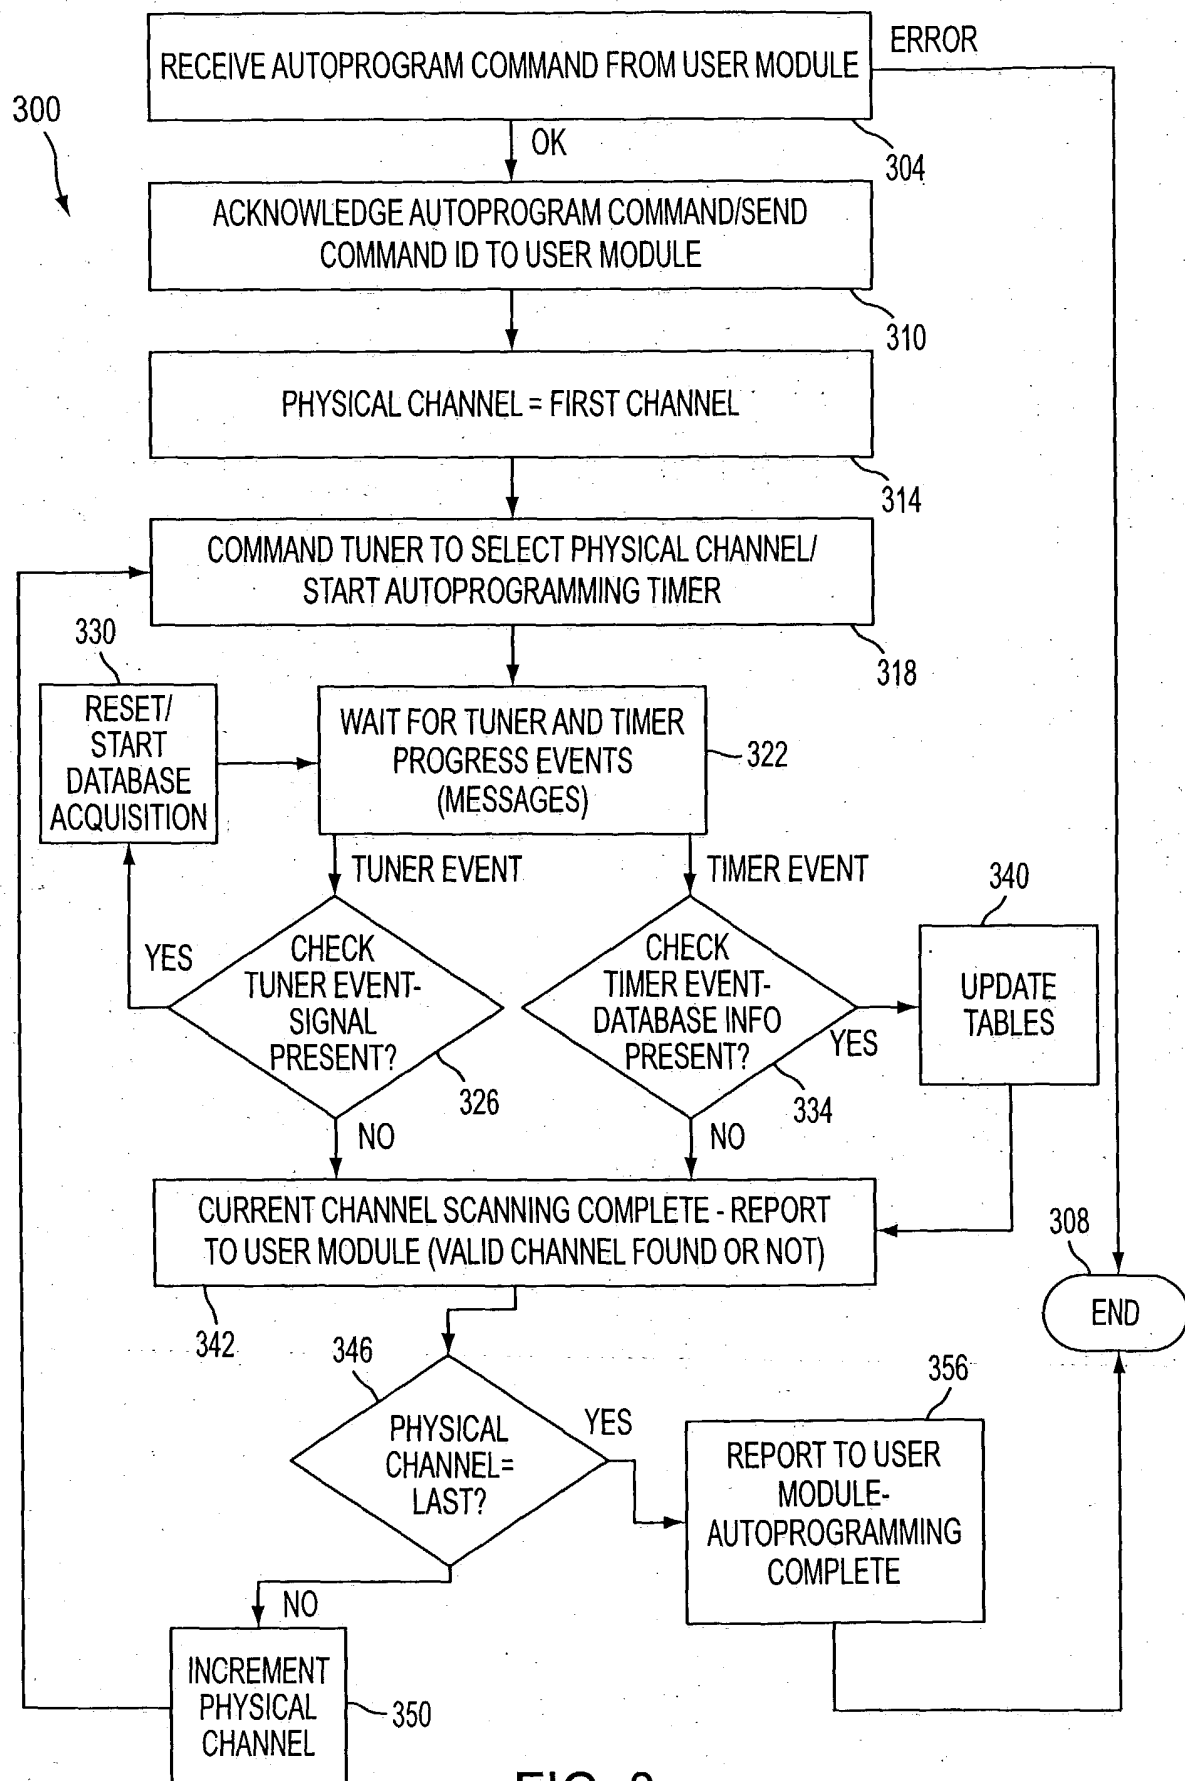 RECEIVE AUTOPROGRAM COMMAND FROM USER MODULE
ERROR
300
OK
304
ACKNOWLEDGE AUTOPROGRAM COMMAND/SEND
COMMAND ID TO USER MODULE
310
PHYSICAL CHANNEL = FIRST CHANNEL
314
COMMAND TUNER TO SELECT PHYSICAL CHANNEL/
START AUTOPROGRAMMING TIMER
318
330
RESET/
START
DATABASE
ACQUISITION
WAIT FOR TUNER AND TIMER
PROGRESS EVENTS
(MESSAGES)
322
TUNER EVENT
TIMER EVENT
YES
CHECK
TUNER EVENT-
SIGNAL
PRESENT?
326
CHECK
TIMER EVENT-
DATABASE INFO
PRESENT?
YES
334
340
UPDATE
TABLES
NO
NO
CURRENT CHANNEL SCANNING COMPLETE - REPORT
TO USER MODULE (VALID CHANNEL FOUND OR NOT)
342
308
END
346
PHYSICAL
CHANNEL=
LAST?
YES
356
REPORT TO USER
MODULE-
AUTOPROGRAMMING
COMPLETE
NO
INCREMENT
PHYSICAL
CHANNEL
350